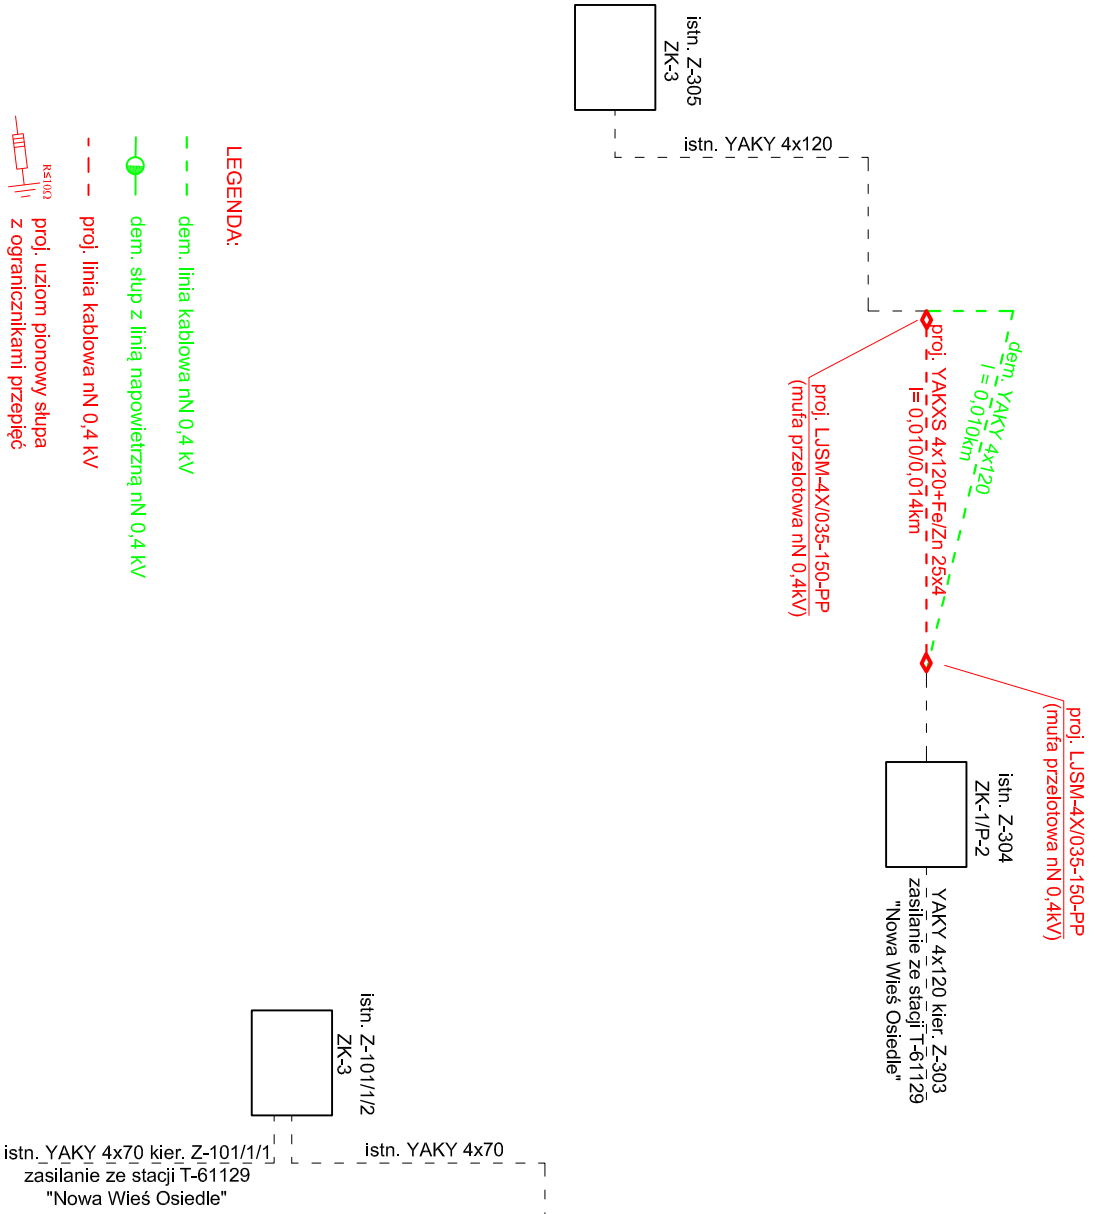 istn. Z-305
ZK-3
istn. YAKY 4x120
dem. YAKY 4x120
l = 0,010km
proj. YAKXS 4x120+Fe/Zn 25x4
l= 0,010/0,014km
proj. LJSM-4X/035-150-PP
(mufa przelotowa nN 0,4kV)
proj. LJSM-4X/035-150-PP
(mufa przelotowa nN 0,4kV)
istn. Z-304
ZK-1/P-2
YAKY 4x120 kier. Z-303
zasilanie ze stacji T-61129
"Nowa Wieś Osiedle"
LEGENDA:
dem. linia kablowa nN 0,4 kV
dem. słup z linią napowietrzną nN 0,4 kV
proj. linia kablowa nN 0,4 kV
R≤10Ω
proj. uziom pionowy słupa
z ogranicznikami przepięć
istn. Z-101/1/2
ZK-3
istn. YAKY 4x70 kier. Z-101/1/1
zasilanie ze stacji T-61129
"Nowa Wieś Osiedle"
istn. YAKY 4x70